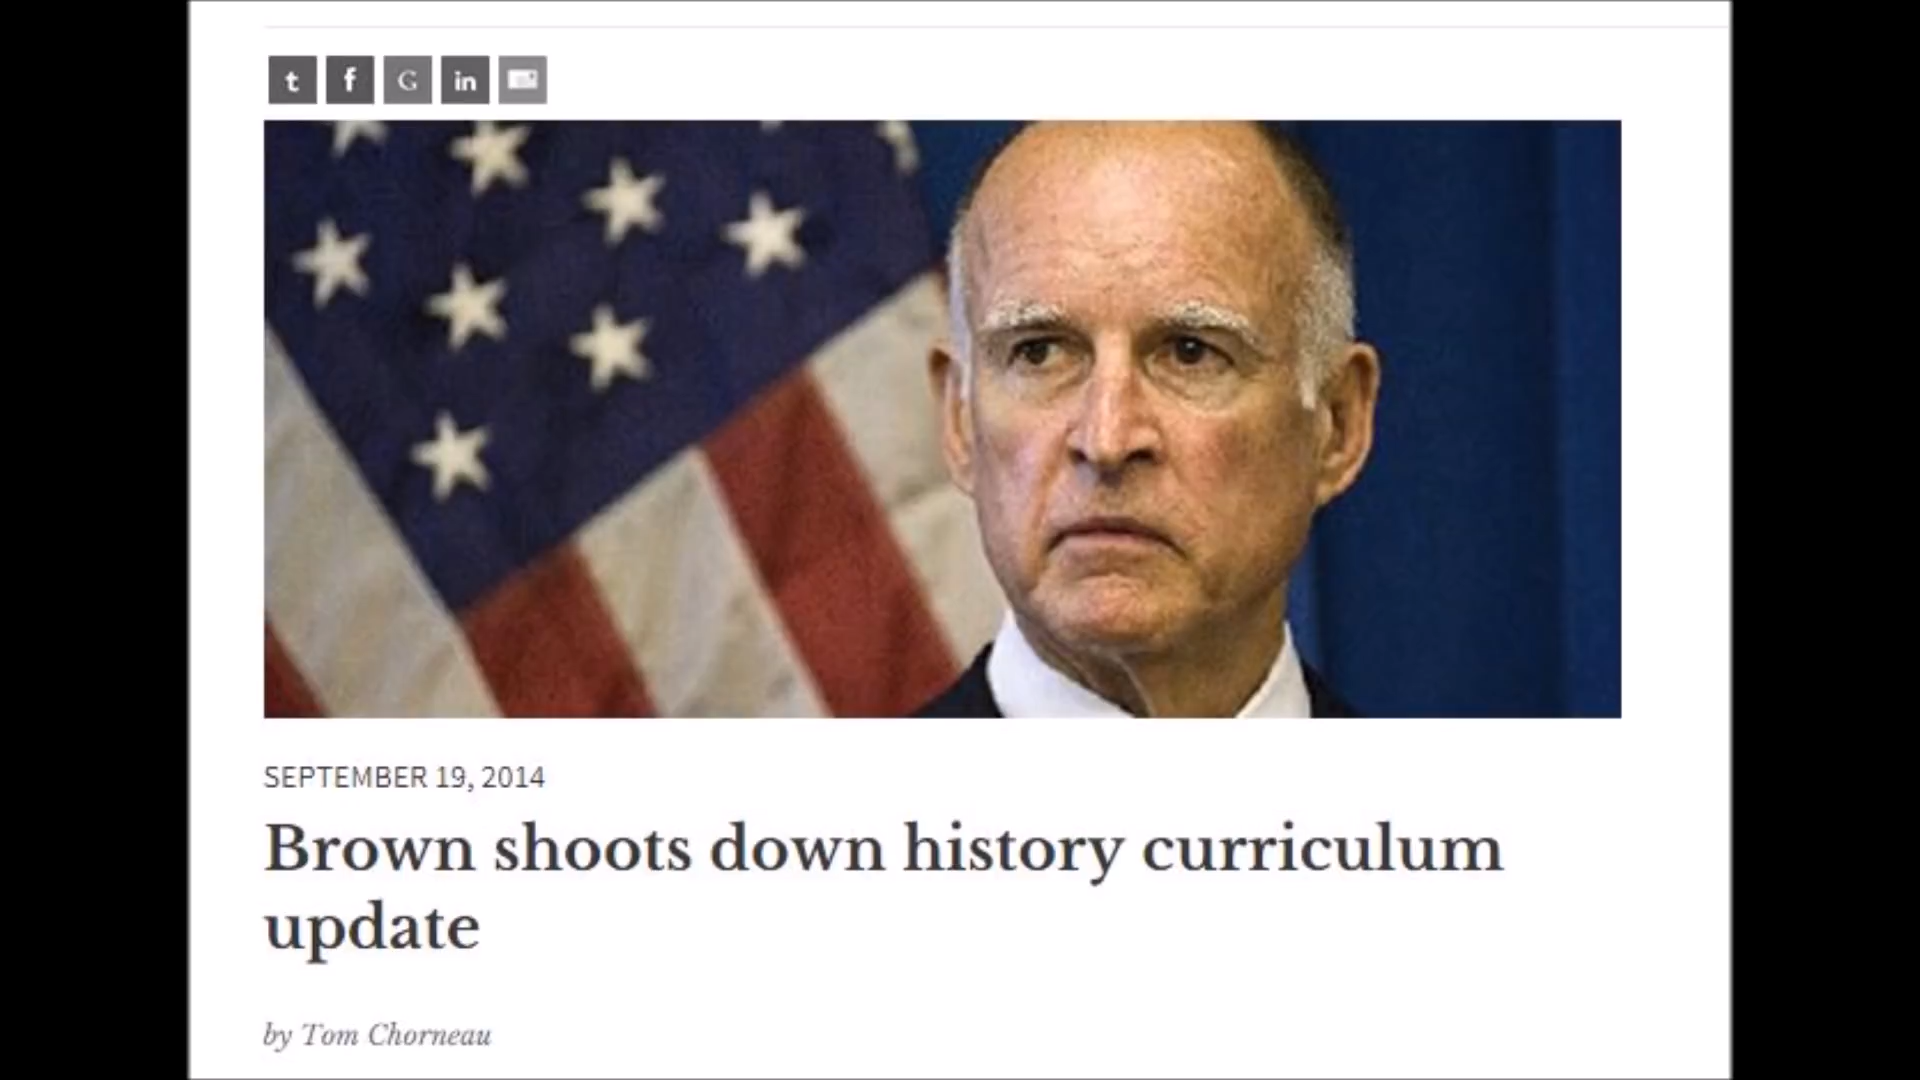 t f G in
SEPTEMBER 19, 2014
Brown shoots down history curriculum
update
by Tom Chorneau